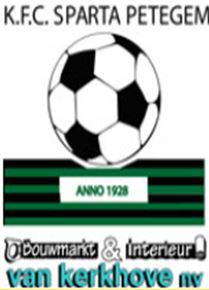 K.F.C. SPARTA PETEGEM
ANNO 1928
Bouwmarkt & interieur
van kerkhove nv